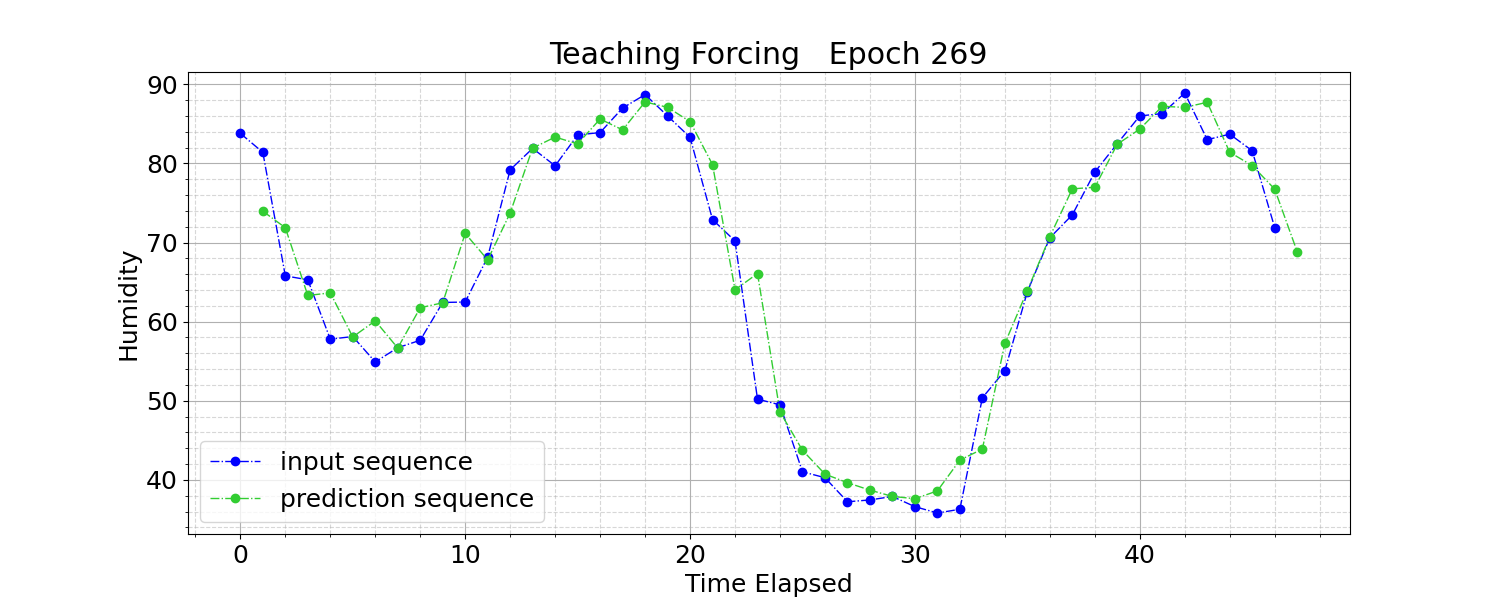 Teaching Forcing   Epoch 269
90
80
70
60
50
40
Humidity
input sequence
prediction sequence
0 10 20 30 40
Time Elapsed